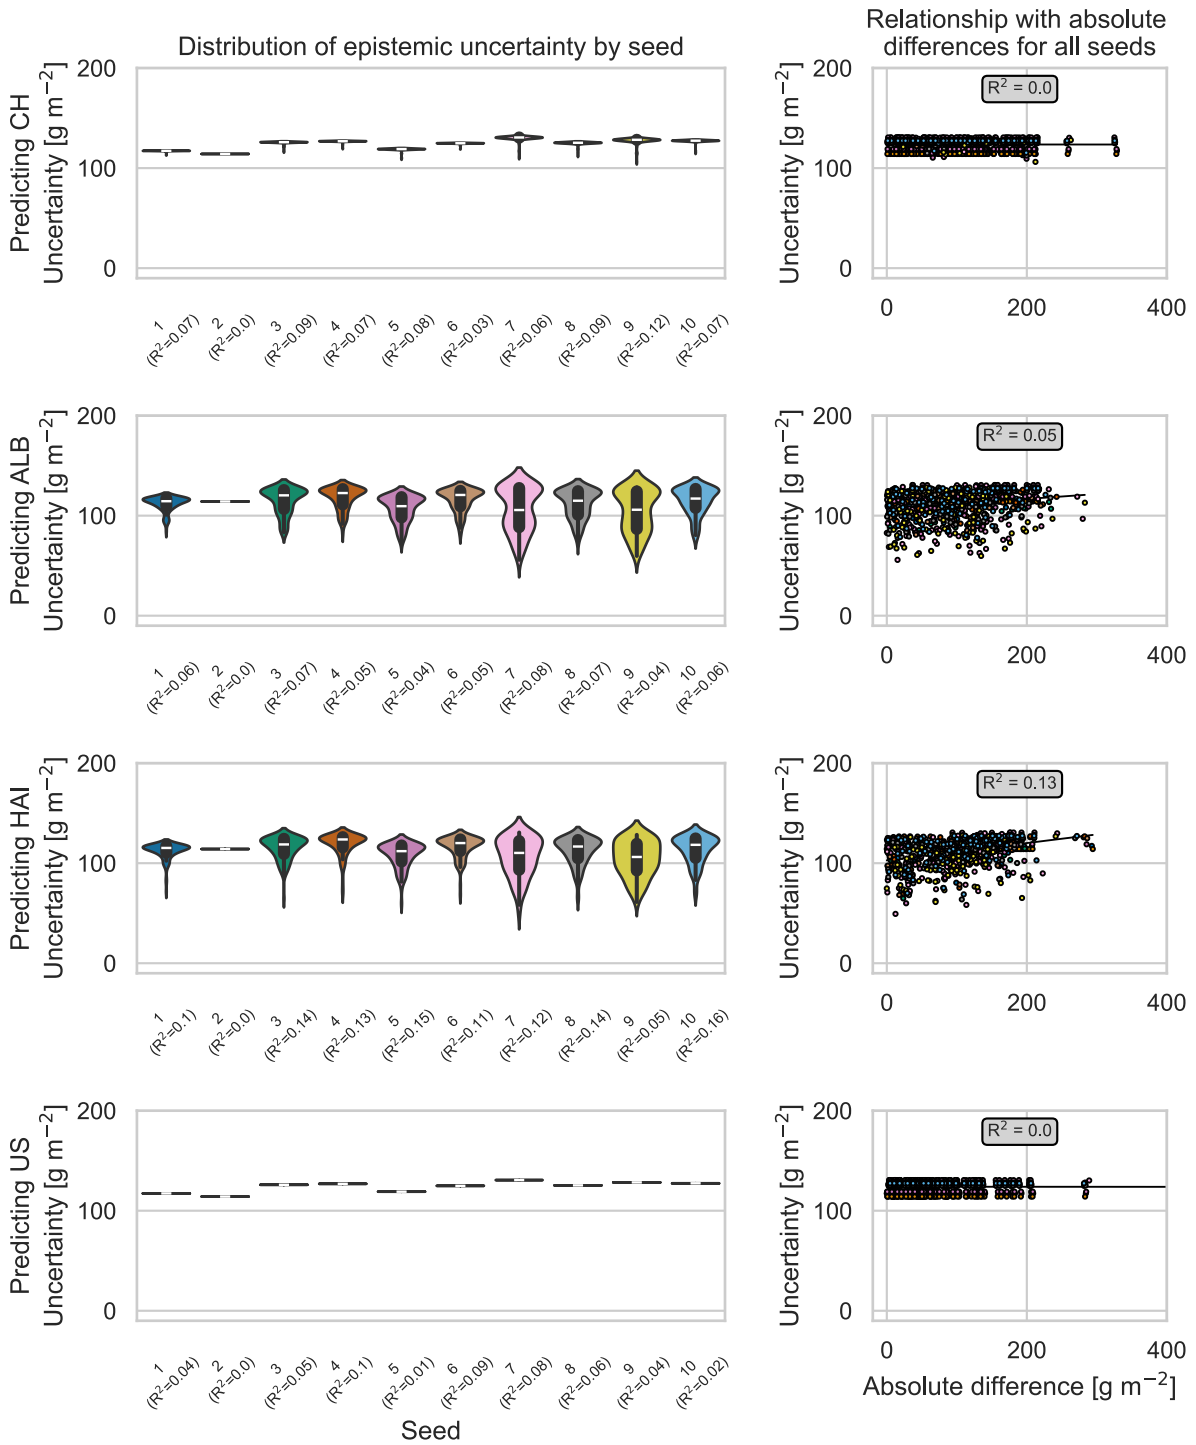 Distribution of epistemic uncertainty by seed
Relationship with absolute
differences for all seeds
Predicting CH
Uncertainty [g m⁻²]
200
100
0
1
(R²=0.07)
2
(R²=0.0)
3
(R²=0.09)
4
(R²=0.07)
5
(R²=0.08)
6
(R²=0.03)
7
(R²=0.06)
8
(R²=0.09)
9
(R²=0.12)
10
(R²=0.07)
Uncertainty [g m⁻²]
200
100
0
R² = 0.0
0
200
400
Predicting ALB
Uncertainty [g m⁻²]
200
100
0
1
(R²=0.06)
2
(R²=0.0)
3
(R²=0.07)
4
(R²=0.05)
5
(R²=0.04)
6
(R²=0.05)
7
(R²=0.08)
8
(R²=0.07)
9
(R²=0.04)
10
(R²=0.06)
Uncertainty [g m⁻²]
200
100
0
R² = 0.05
0
200
400
Predicting HAI
Uncertainty [g m⁻²]
200
100
0
1
(R²=0.1)
2
(R²=0.0)
3
(R²=0.14)
4
(R²=0.13)
5
(R²=0.15)
6
(R²=0.11)
7
(R²=0.12)
8
(R²=0.14)
9
(R²=0.05)
10
(R²=0.16)
Uncertainty [g m⁻²]
200
100
0
R² = 0.13
0
200
400
Predicting US
Uncertainty [g m⁻²]
200
100
0
1
(R²=0.04)
2
(R²=0.0)
3
(R²=0.05)
4
(R²=0.1)
5
(R²=0.01)
6
(R²=0.09)
7
(R²=0.08)
8
(R²=0.06)
9
(R²=0.04)
10
(R²=0.02)
Seed
Uncertainty [g m⁻²]
200
100
0
R² = 0.0
0
200
400
Absolute difference [g m⁻²]